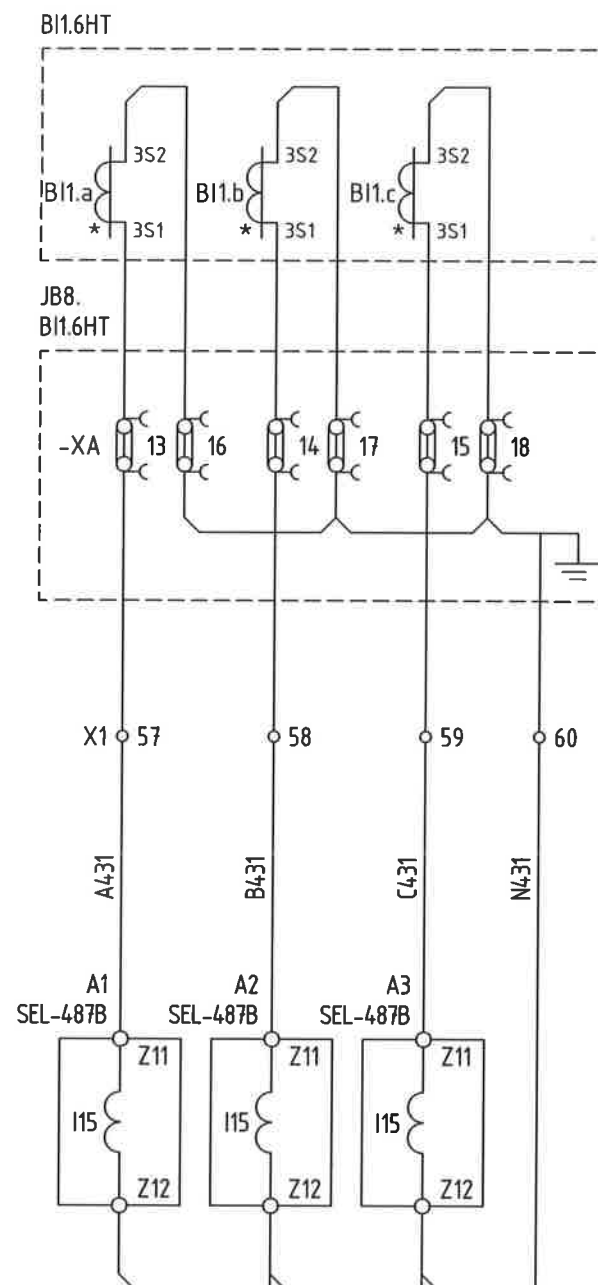 BI1.6HT
3S2 3S2 3S2
BI1.a BI1.b BI1.c
* 3S1 * 3S1 * 3S1
JB8.
BI1.6HT
-XA 13 16 14 17 15 18
X1 57 58 59 60
A431 B431 C431 N431
A1 A2 A3
SEL-487B SEL-487B SEL-487B
Z11 Z11 Z11
I15 I15 I15
Z12 Z12 Z12